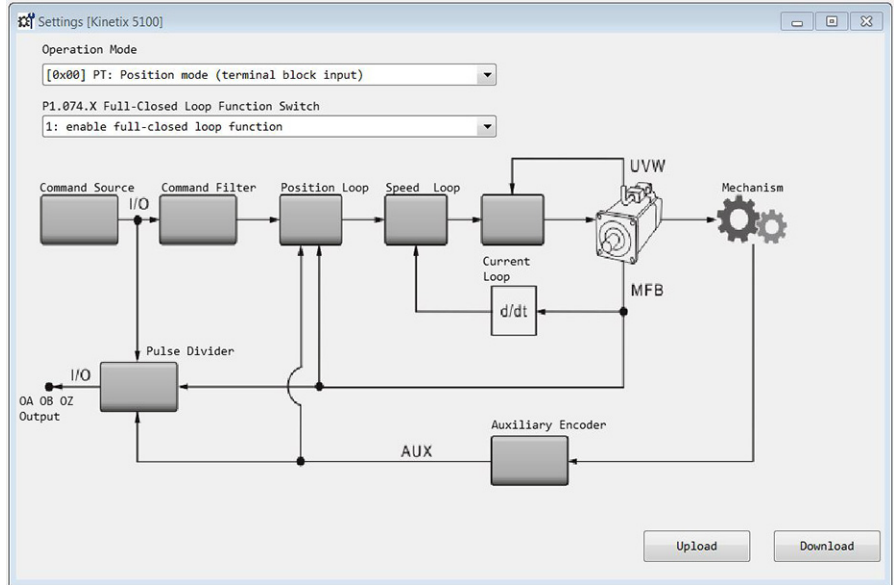 Settings [Kinetix 5100]
Operation Mode
[0x00] PT: Position mode (terminal block input)
P1.074.X Full-Closed Loop Function Switch
1: enable full-closed loop function
UVW
Command Source
Command Filter
Position Loop
Speed Loop
Mechanism
I/O
Current
Loop
MFB
d/dt
Pulse Divider
I/O
OA OB OZ
Output
Auxiliary Encoder
AUX
Upload
Download